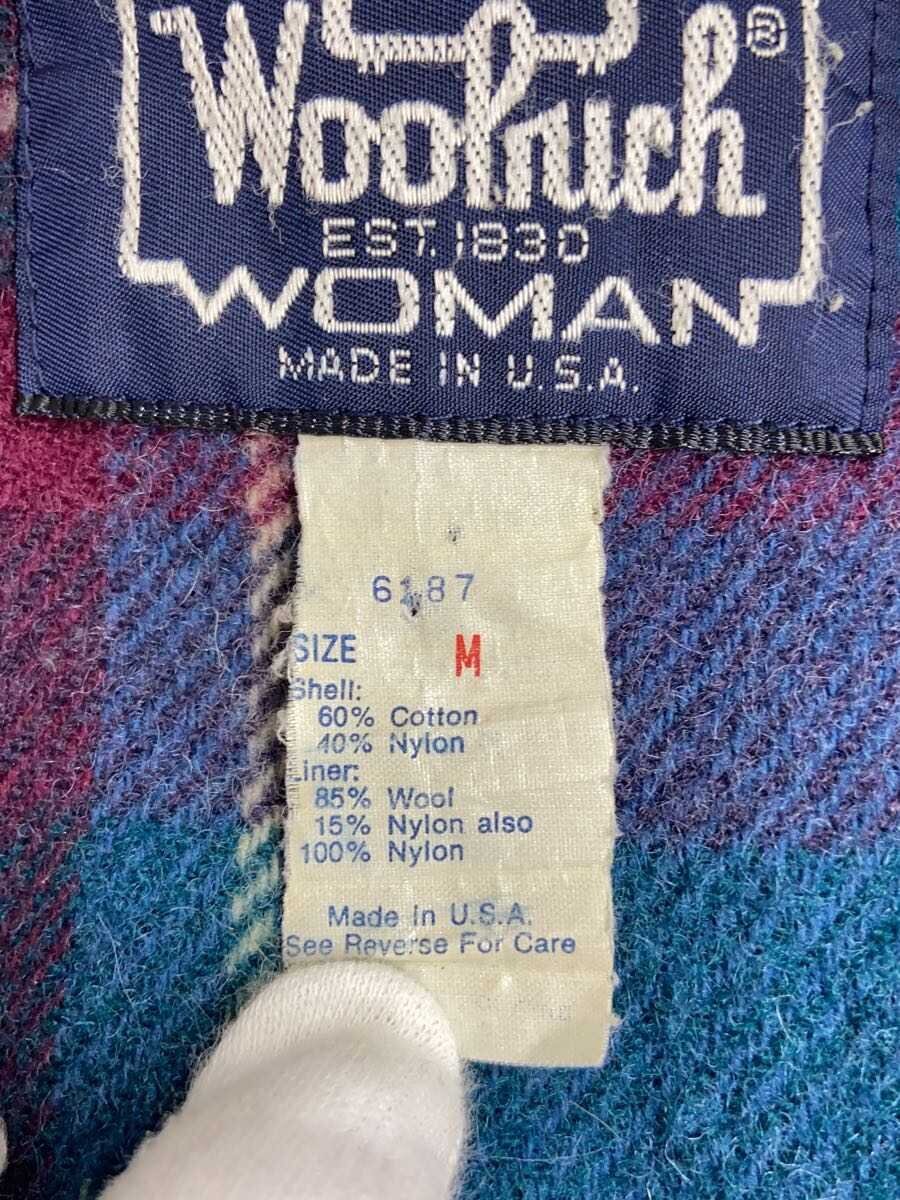 Woolrich®
EST. 1830
WOMAN
MADE IN U.S.A.
6187
SIZE M
Shell:
60% Cotton
40% Nylon
Liner:
85% Wool
15% Nylon also
100% Nylon
Made In U.S.A.
See Reverse For Care